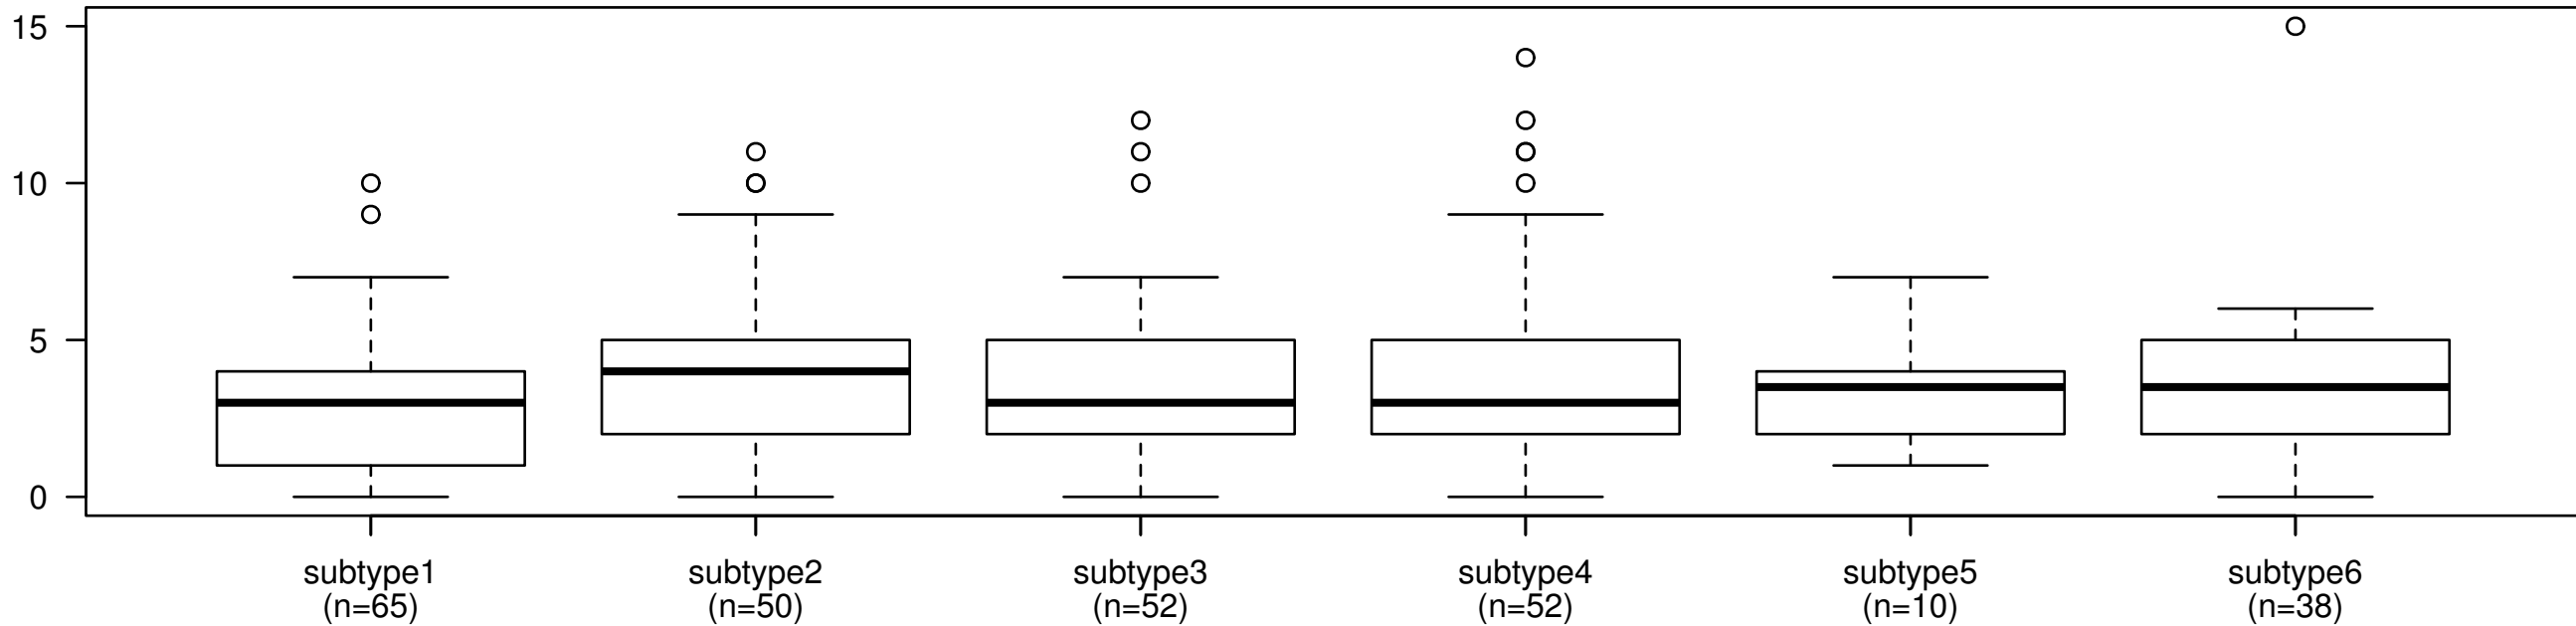 15
10
5
0
subtype1 subtype2 subtype3 subtype4 subtype5 subtype6
(n=65) (n=50) (n=52) (n=52) (n=10) (n=38)